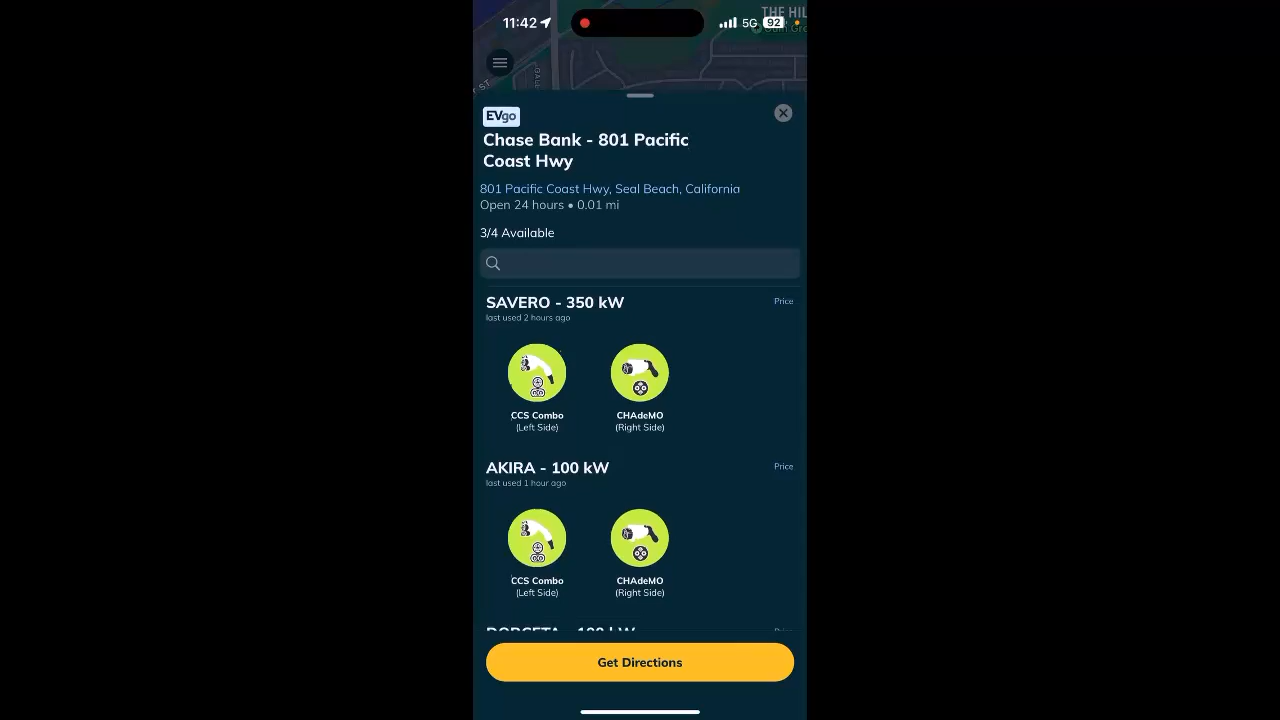 THE HIL
11:42
5G 92
EVgo
Chase Bank - 801 Pacific
Coast Hwy
801 Pacific Coast Hwy, Seal Beach, California
Open 24 hours • 0.01 mi
3/4 Available
SAVERO - 350 kW
Price
last used 2 hours ago
CCS Combo
(Left Side)
CHAdeMO
(Right Side)
AKIRA - 100 kW
Price
last used 1 hour ago
CCS Combo
(Left Side)
CHAdeMO
(Right Side)
Get Directions